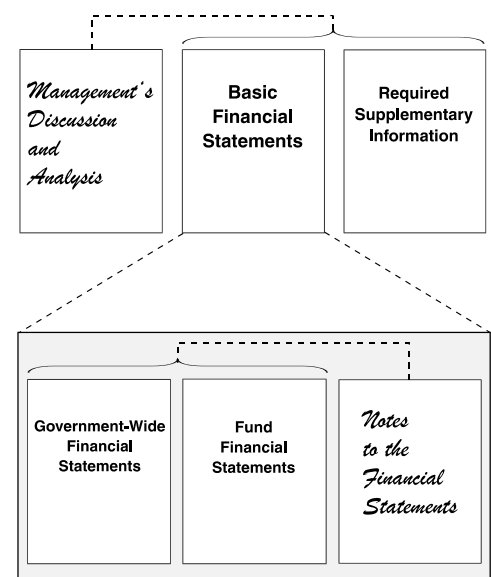 Management's
Discussion
and
Analysis
Basic
Financial
Statements
Required
Supplementary
Information
Government-Wide
Financial
Statements
Fund
Financial
Statements
Notes
to the
Financial
Statements